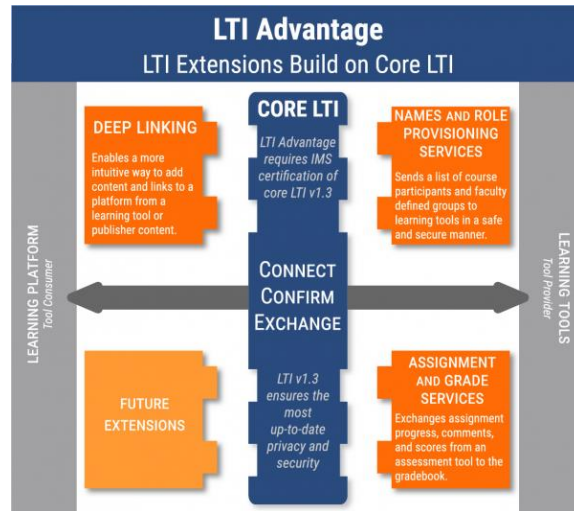 LTI Advantage
LTI Extensions Build on Core LTI
LEARNING PLATFORM
Tool Consumer
DEEP LINKING
Enables a more
intuitive way to add
content and links to a
platform from a
learning tool or
publisher content.
CORE LTI
LTI Advantage
requires IMS
certification of
core LTI v1.3
NAMES AND ROLE
PROVISIONING
SERVICES
Sends a list of course
participants and faculty
defined groups to
learning tools in a safe
and secure manner.
CONNECT
CONFIRM
EXCHANGE
FUTURE
EXTENSIONS
LTI v1.3
ensures the
most
up-to-date
privacy and
security
ASSIGNMENT
AND GRADE
SERVICES
Exchanges assignment
progress, comments,
and scores from an
assessment tool to the
gradebook.
LEARNING TOOLS
Tool Provider